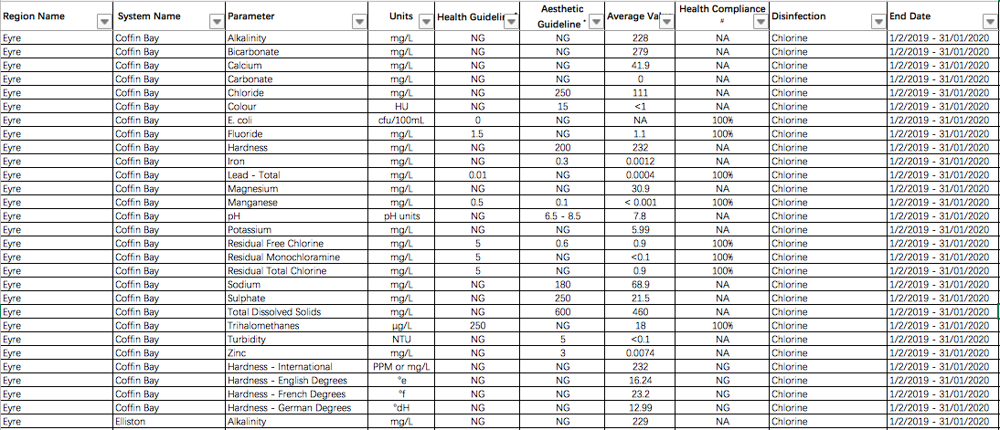 Region Name System Name Parameter Units Health Guidelin * Aesthetic Guideline * Average Val Health Compliance # Disinfection End Date
Eyre Coffin Bay Alkalinity mg/L NG NG 228 NA Chlorine 1/2/2019 - 31/01/2020
Eyre Coffin Bay Bicarbonate mg/L NG NG 279 NA Chlorine 1/2/2019 - 31/01/2020
Eyre Coffin Bay Calcium mg/L NG NG 41.9 NA Chlorine 1/2/2019 - 31/01/2020
Eyre Coffin Bay Carbonate mg/L NG NG 0 NA Chlorine 1/2/2019 - 31/01/2020
Eyre Coffin Bay Chloride mg/L NG 250 111 NA Chlorine 1/2/2019 - 31/01/2020
Eyre Coffin Bay Colour HU NG 15 <1 NA Chlorine 1/2/2019 - 31/01/2020
Eyre Coffin Bay E. coli cfu/100mL 0 NG NA 100% Chlorine 1/2/2019 - 31/01/2020
Eyre Coffin Bay Fluoride mg/L 1.5 NG 1.1 100% Chlorine 1/2/2019 - 31/01/2020
Eyre Coffin Bay Hardness mg/L NG 200 232 NA Chlorine 1/2/2019 - 31/01/2020
Eyre Coffin Bay Iron mg/L NG 0.3 0.0012 NA Chlorine 1/2/2019 - 31/01/2020
Eyre Coffin Bay Lead - Total mg/L 0.01 NG 0.0004 100% Chlorine 1/2/2019 - 31/01/2020
Eyre Coffin Bay Magnesium mg/L NG NG 30.9 NA Chlorine 1/2/2019 - 31/01/2020
Eyre Coffin Bay Manganese mg/L 0.5 0.1 < 0.001 100% Chlorine 1/2/2019 - 31/01/2020
Eyre Coffin Bay pH pH units NG 6.5 - 8.5 7.8 NA Chlorine 1/2/2019 - 31/01/2020
Eyre Coffin Bay Potassium mg/L NG NG 5.99 NA Chlorine 1/2/2019 - 31/01/2020
Eyre Coffin Bay Residual Free Chlorine mg/L 5 0.6 0.9 100% Chlorine 1/2/2019 - 31/01/2020
Eyre Coffin Bay Residual Monochloramine mg/L 5 NG <0.1 100% Chlorine 1/2/2019 - 31/01/2020
Eyre Coffin Bay Residual Total Chlorine mg/L 5 NG 0.9 100% Chlorine 1/2/2019 - 31/01/2020
Eyre Coffin Bay Sodium mg/L NG 180 68.9 NA Chlorine 1/2/2019 - 31/01/2020
Eyre Coffin Bay Sulphate mg/L NG 250 21.5 NA Chlorine 1/2/2019 - 31/01/2020
Eyre Coffin Bay Total Dissolved Solids mg/L NG 600 460 NA Chlorine 1/2/2019 - 31/01/2020
Eyre Coffin Bay Trihalomethanes µg/L 250 NG 18 100% Chlorine 1/2/2019 - 31/01/2020
Eyre Coffin Bay Turbidity NTU NG 5 <0.1 NA Chlorine 1/2/2019 - 31/01/2020
Eyre Coffin Bay Zinc mg/L NG 3 0.0074 NA Chlorine 1/2/2019 - 31/01/2020
Eyre Coffin Bay Hardness - International PPM or mg/L NG NG 232 NG Chlorine 1/2/2019 - 31/01/2020
Eyre Coffin Bay Hardness - English Degrees °e NG NG 16.24 NG Chlorine 1/2/2019 - 31/01/2020
Eyre Coffin Bay Hardness - French Degrees °f NG NG 23.2 NG Chlorine 1/2/2019 - 31/01/2020
Eyre Coffin Bay Hardness - German Degrees °dH NG NG 12.99 NG Chlorine 1/2/2019 - 31/01/2020
Eyre Elliston Alkalinity mg/L NG NG 229 NA Chlorine 1/2/2019 - 31/01/2020